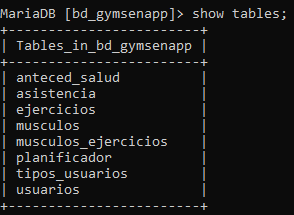 MariaDB [bd_gymsenapp]> show tables;
+------------------------+
| Tables_in_bd_gymsenapp |
+------------------------+
| anteced_salud          |
| asistencia             |
| ejercicios             |
| musculos               |
| musculos_ejercicios    |
| planificador           |
| tipos_usuarios         |
| usuarios               |
+------------------------+